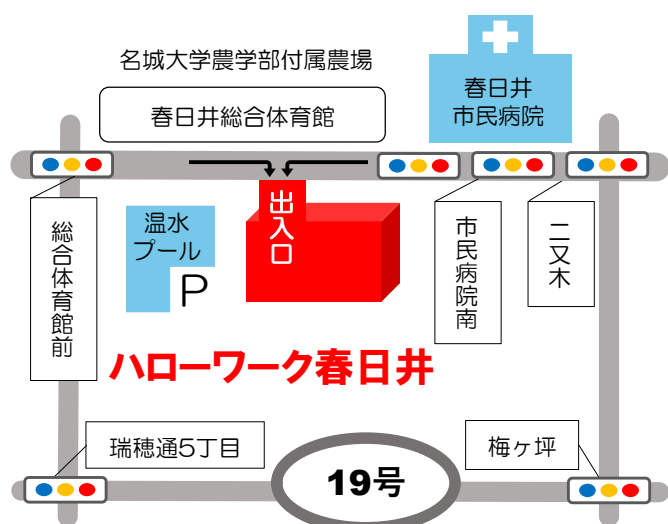 名城大学農学部付属農場
春日井総合体育館
春日井
市民病院
出入口
総合体育館前
温水
プール
P
市民病院南
二又木
ハローワーク春日井
瑞穂通5丁目
19号
梅ヶ坪